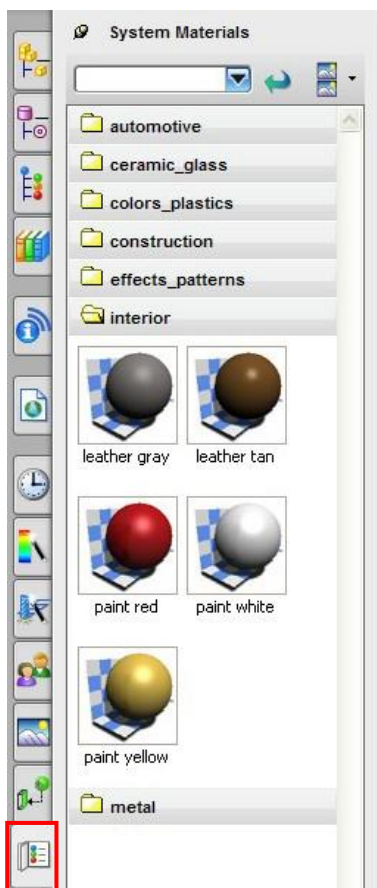 System Materials
automotive
ceramic_glass
colors_plastics
construction
effects_patterns
interior
leather gray leather tan
paint red paint white
paint yellow
metal